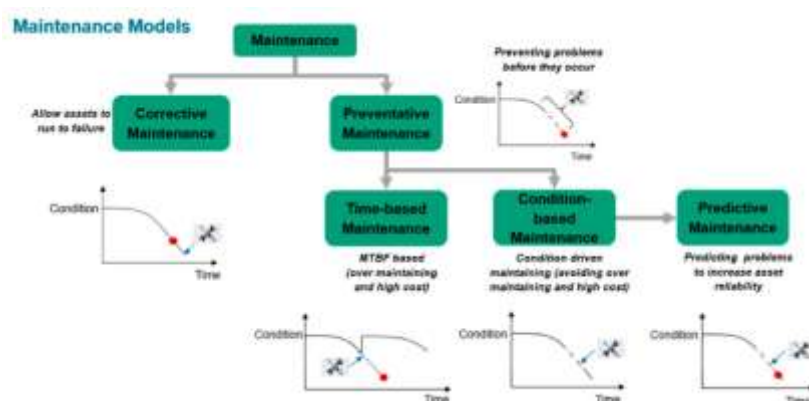 Maintenance Models
Maintenance
Preventing problems
before they occur
Allow assets to
run to failure
Corrective
Maintenance
Preventative
Maintenance
Condition
Time
Time-based
Maintenance
Condition-
based
Maintenance
Predictive
Maintenance
Condition
Time
MTBF based
(over maintaining
and high cost)
Condition driven
maintaining (avoiding over
maintaining and high cost)
Predicting problems
to increase asset
reliability
Condition
Time
Condition
Time
Condition
Time